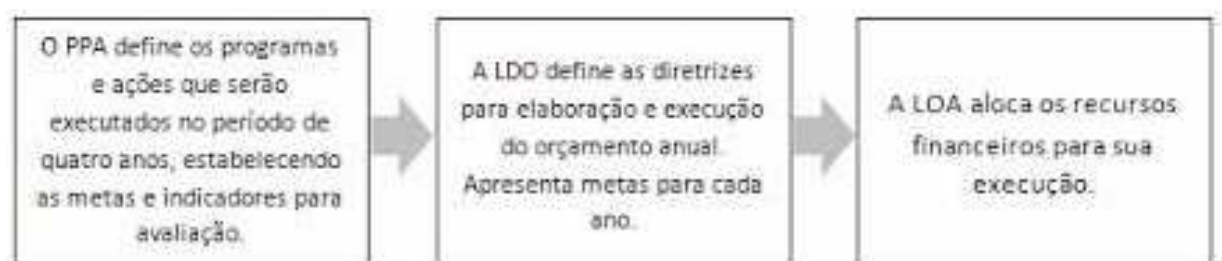 O PPA define os programas
e ações que serão
executados no período de
quatro anos, estabelecendo
as metas e indicadores para
avaliação.
A LDO define as diretrizes
para elaboração e execução
do orçamento anual.
Apresenta metas para cada
ano.
A LOA aloca os recursos
financeiros para sua
execução.